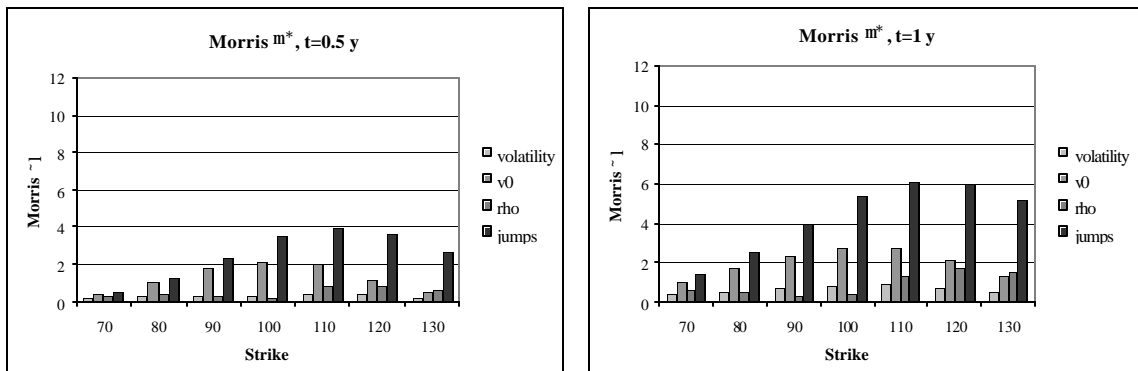 Morris m*, t=0.5 y
12
10
8
6
4
2
0
Morris ~1
70 80 90 100 110 120 130
Strike
volatility
v0
rho
jumps
Morris m*, t=1 y
12
10
8
6
4
2
0
Morris ~1
70 80 90 100 110 120 130
Strike
volatility
v0
rho
jumps